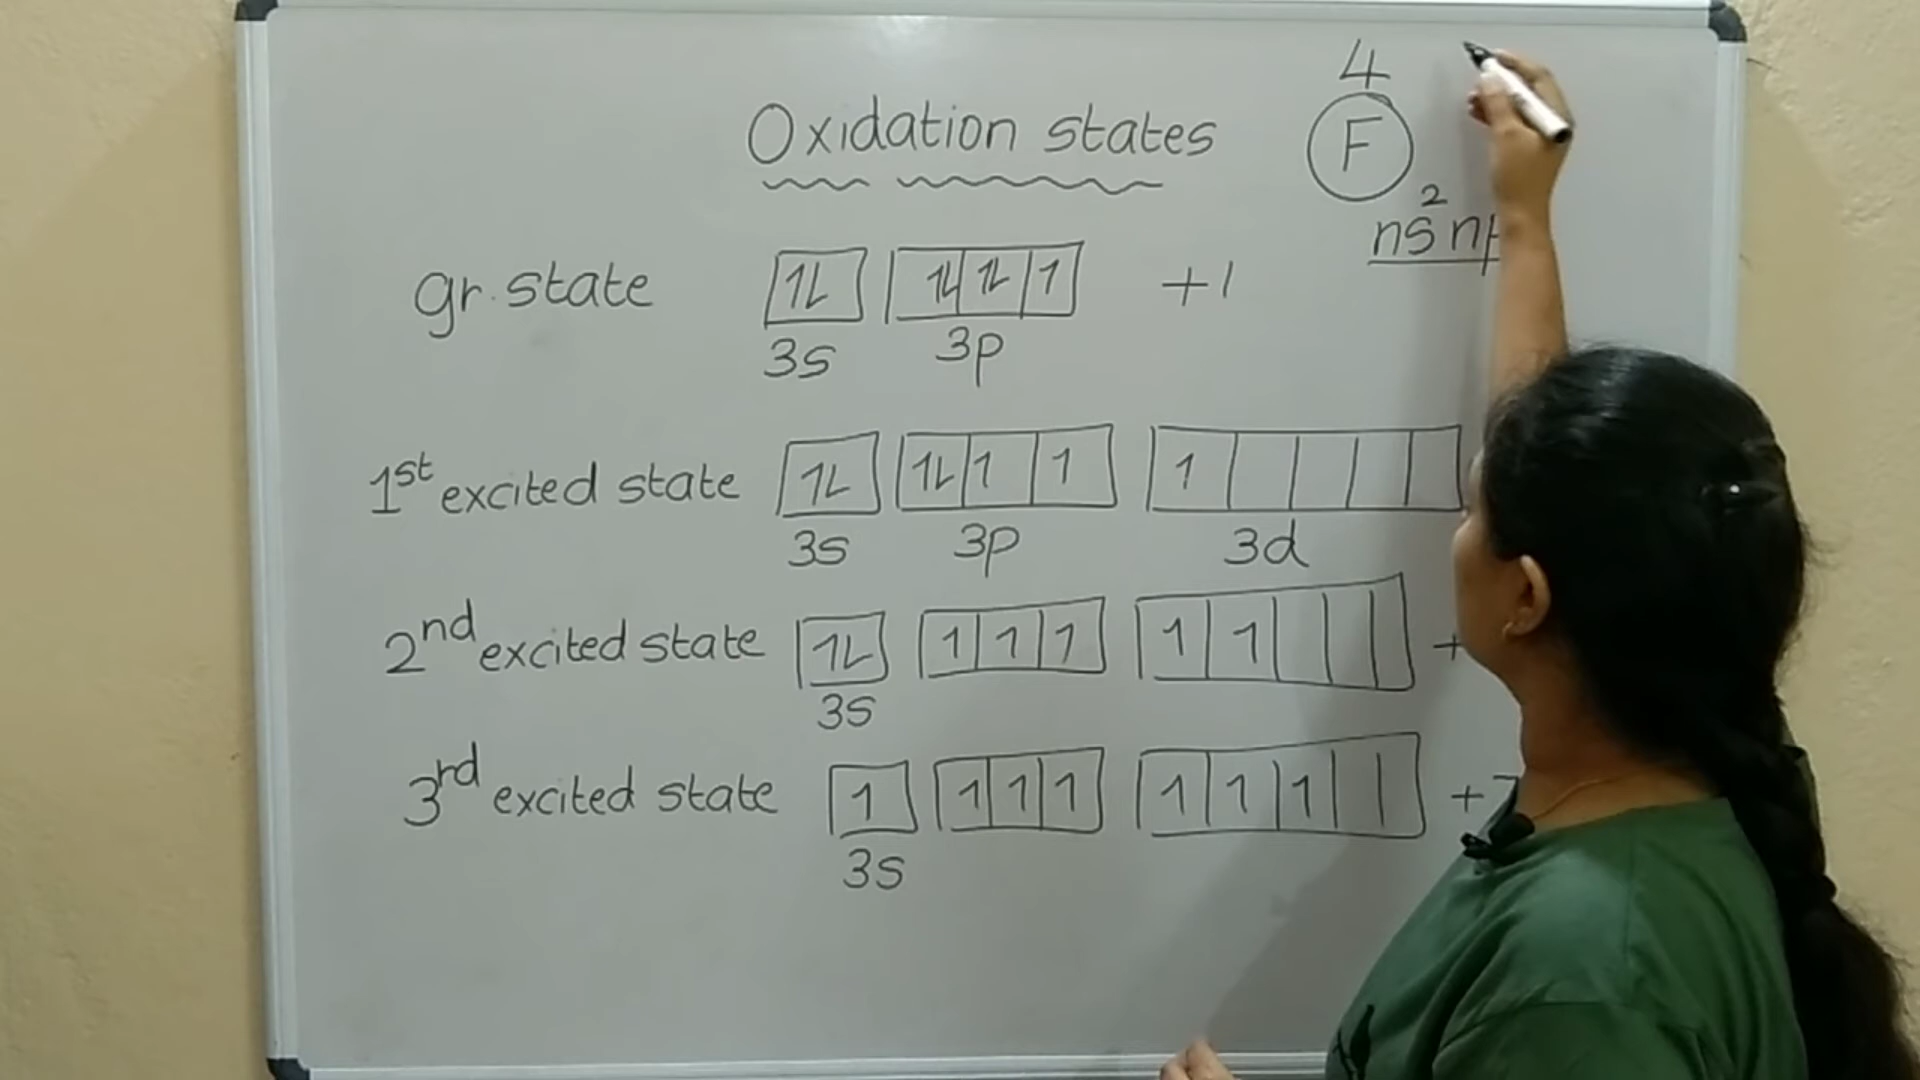 4
Oxidation states
F
ns² np
gr. state 1L 1L 1L 1 +1
3s 3p
1st excited state 1L 1L 1 1 1
3s 3p 3d
2nd excited state 1L 1 1 1 1 1 +
3s
3rd excited state 1 1 1 1 1 1 1 +7
3s